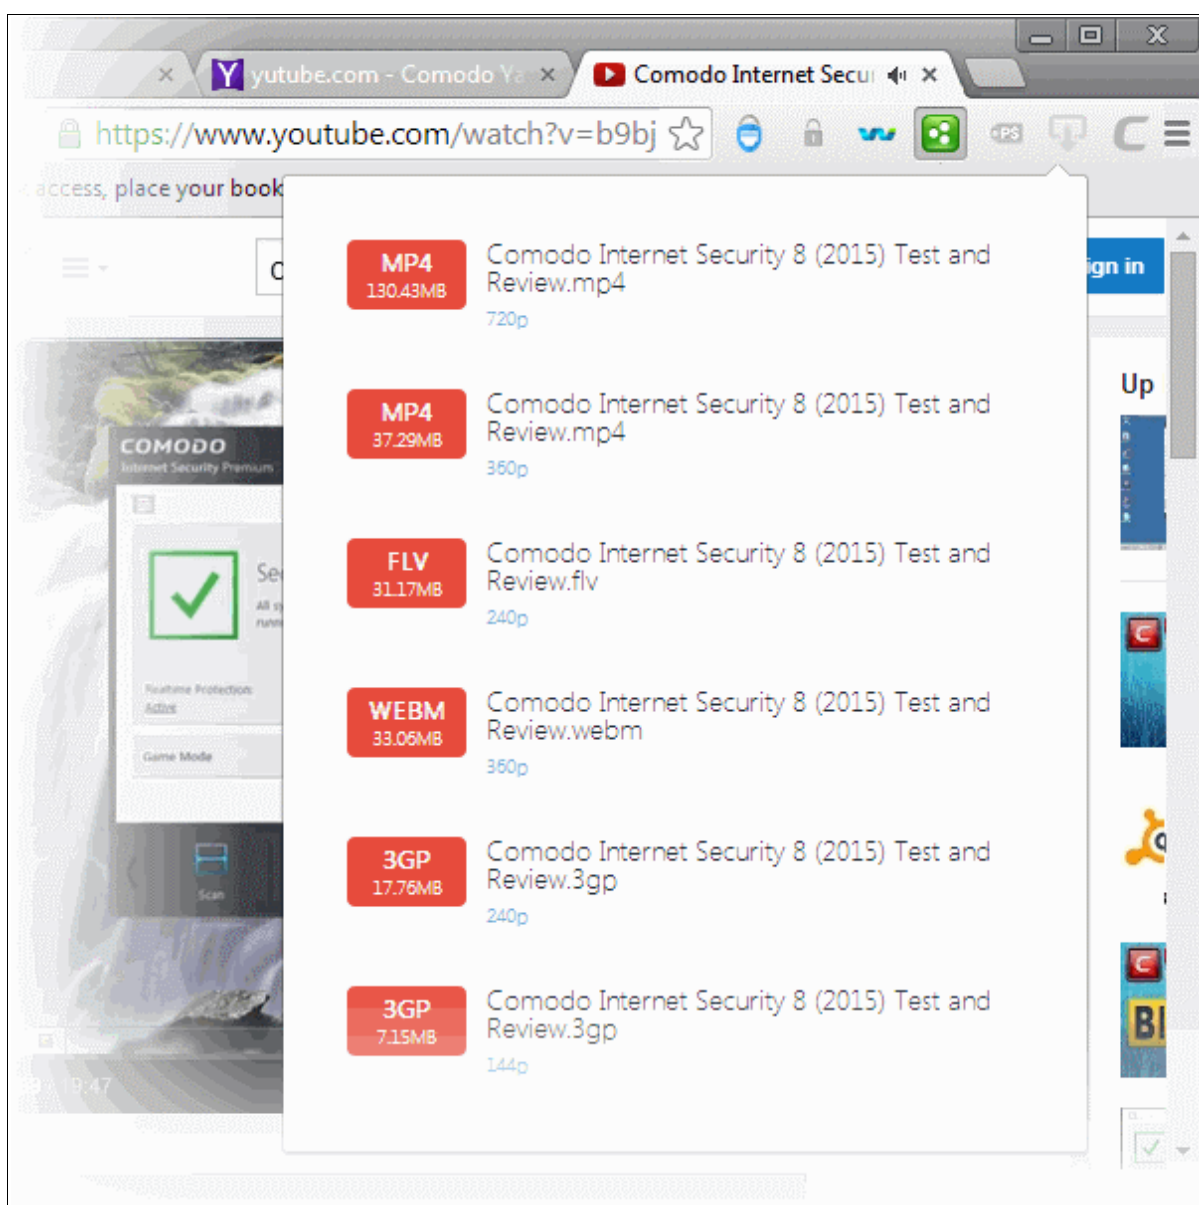 yutube.com - Comodo Ya
Comodo Internet Secu
https://www.youtube.com/watch?v=b9bj
PS
access, place your book
MP4
130.43MB
Comodo Internet Security 8 (2015) Test and
Review.mp4
720p
ign in
MP4
37.29MB
Comodo Internet Security 8 (2015) Test and
Review.mp4
360p
Up
COMODO
Internet Security Premium
FLV
31.17MB
Comodo Internet Security 8 (2015) Test and
Review.flv
240p
Sec
All sy
runni
Realtime Protection:
Active
WEBM
33.06MB
Comodo Internet Security 8 (2015) Test and
Review.webm
360p
Game Mode
3GP
17.76MB
Comodo Internet Security 8 (2015) Test and
Review.3gp
240p
Scan
3GP
7.15MB
Comodo Internet Security 8 (2015) Test and
Review.3gp
144p
9:47